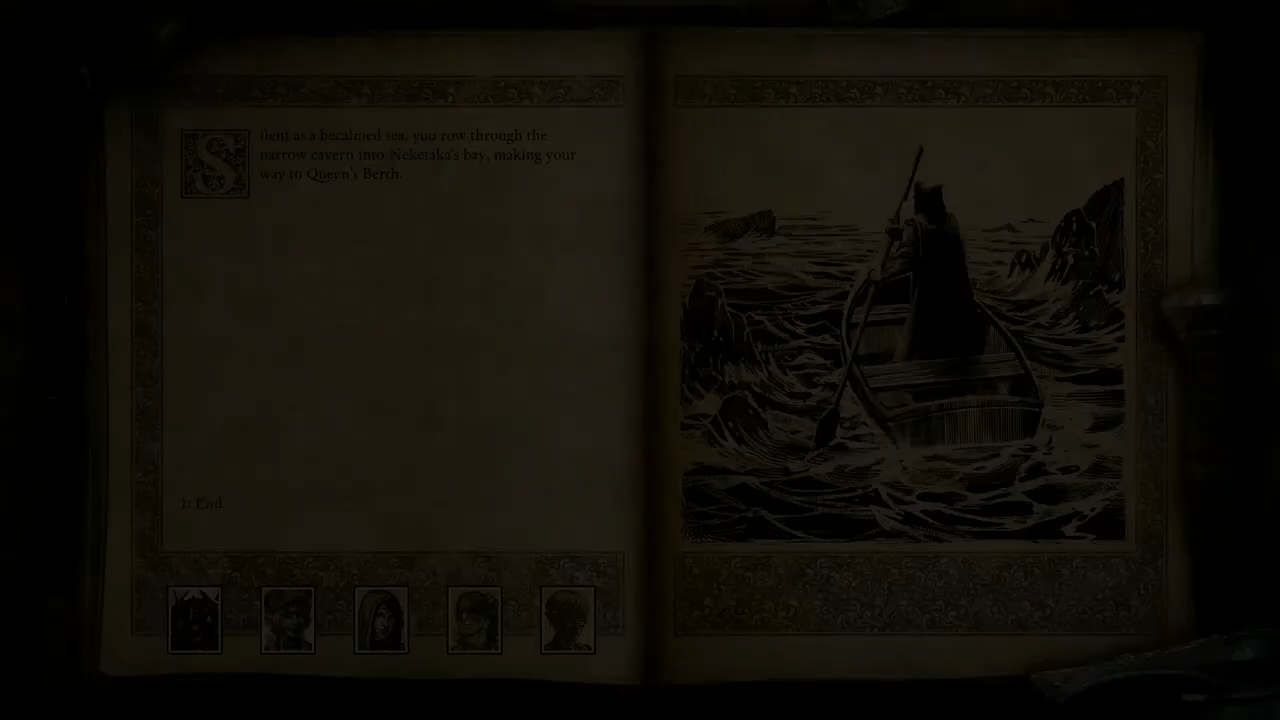 Silent as a becalmed sea, you row through the
narrow cavern into Neketaka's bay, making your
way to Queen's Berth.
1: End